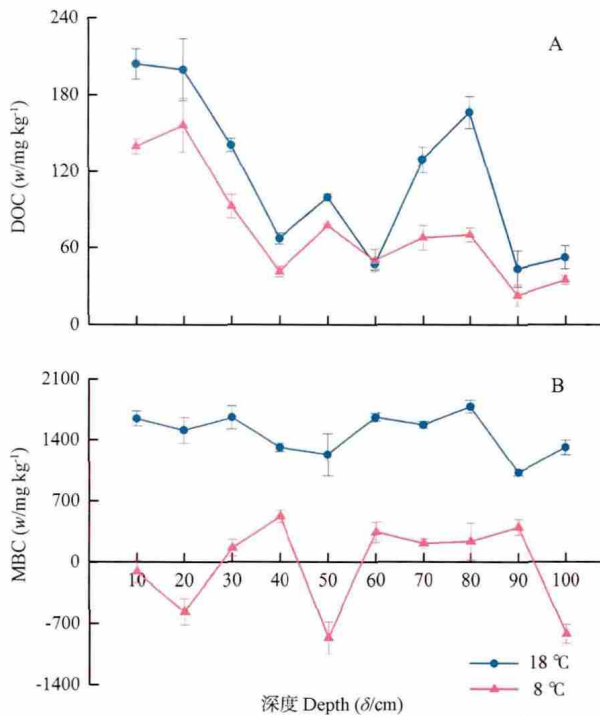 240
A
180
120
60
0
DOC (w/mg kg⁻¹)
2100
B
1400
700
0
-700
-1400
MBC (w/mg kg⁻¹)
10 20 30 40 50 60 70 80 90 100
18 ℃
8 ℃
深度 Depth (δ/cm)